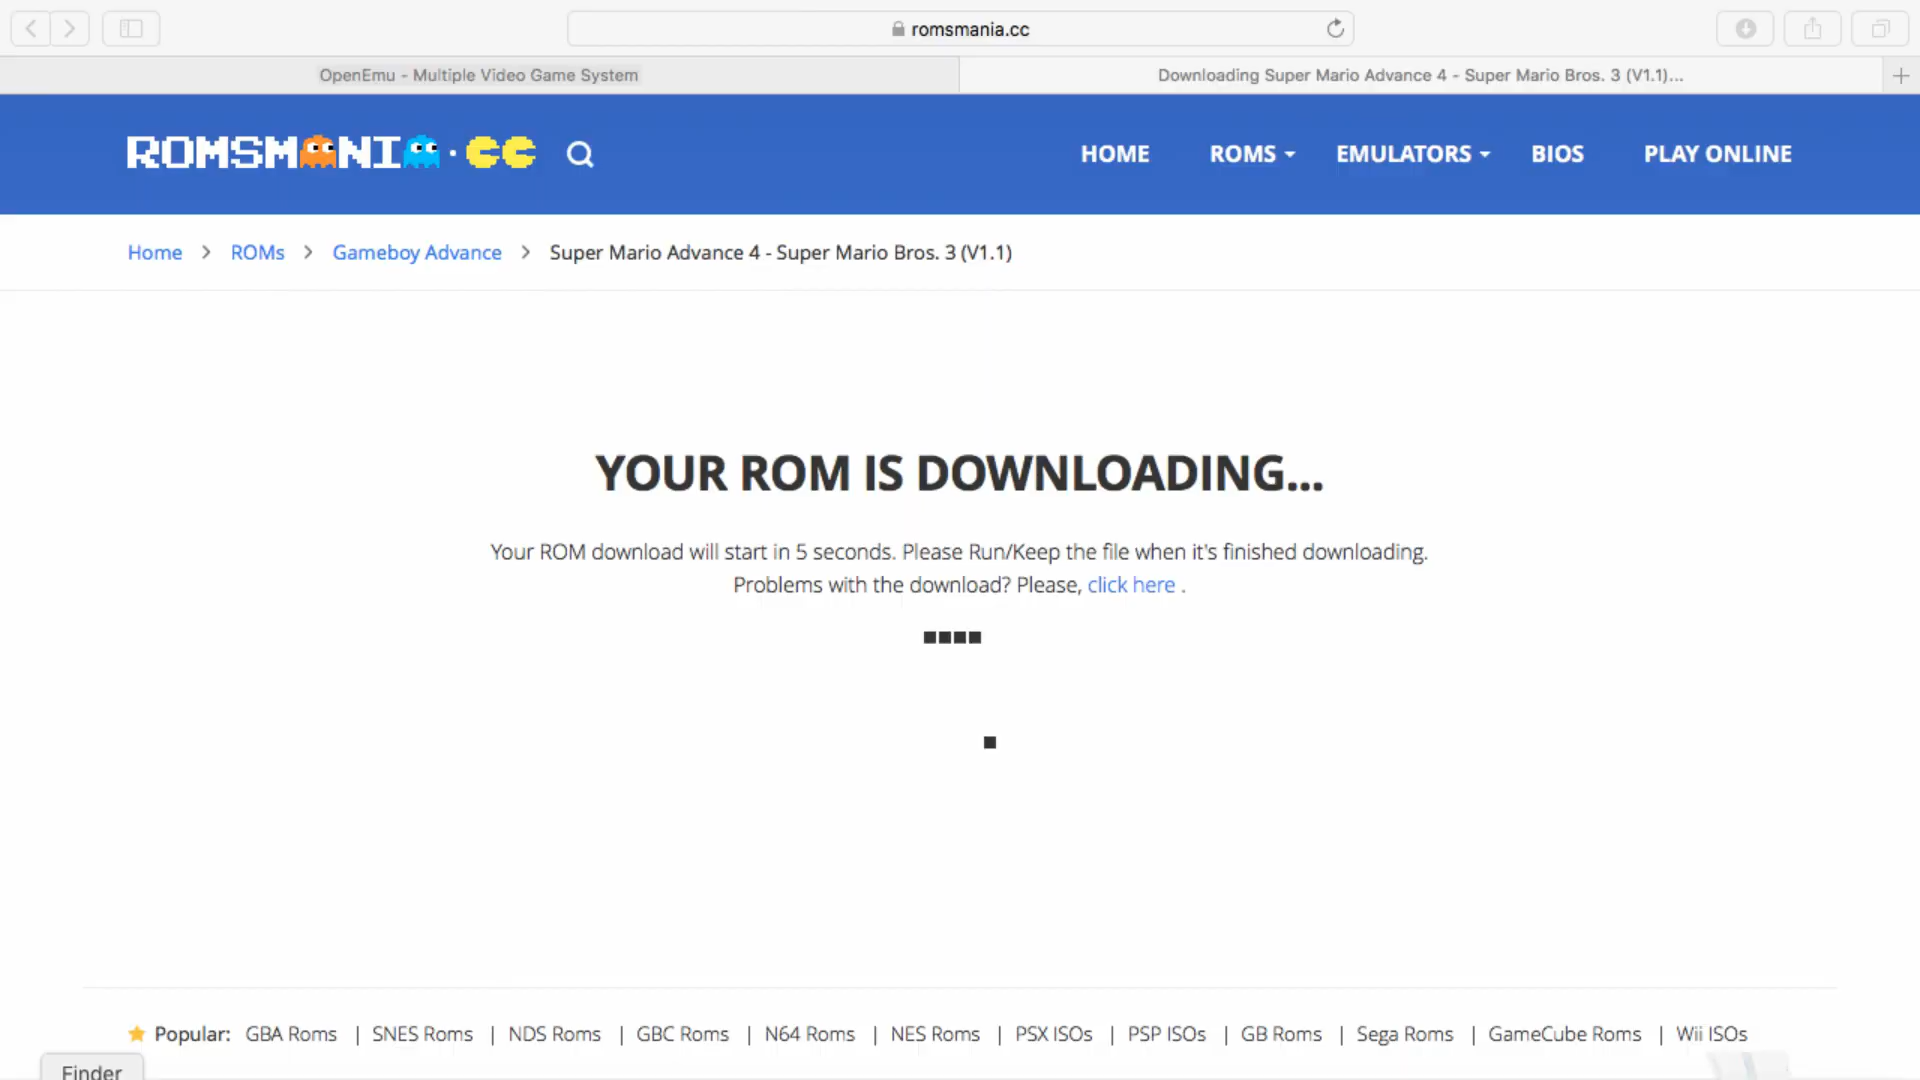 romsmania.cc
OpenEmu - Multiple Video Game System
Downloading Super Mario Advance 4 - Super Mario Bros. 3 (V1.1)...
ROMSMANIA.CC
HOME
ROMS
EMULATORS
BIOS
PLAY ONLINE
Home > ROMs > Gameboy Advance > Super Mario Advance 4 - Super Mario Bros. 3 (V1.1)
YOUR ROM IS DOWNLOADING...
Your ROM download will start in 5 seconds. Please Run/Keep the file when it's finished downloading.
Problems with the download? Please, click here .
Popular: GBA Roms | SNES Roms | NDS Roms | GBC Roms | N64 Roms | NES Roms | PSX ISOs | PSP ISOs | GB Roms | Sega Roms | GameCube Roms | Wii ISOs
Finder